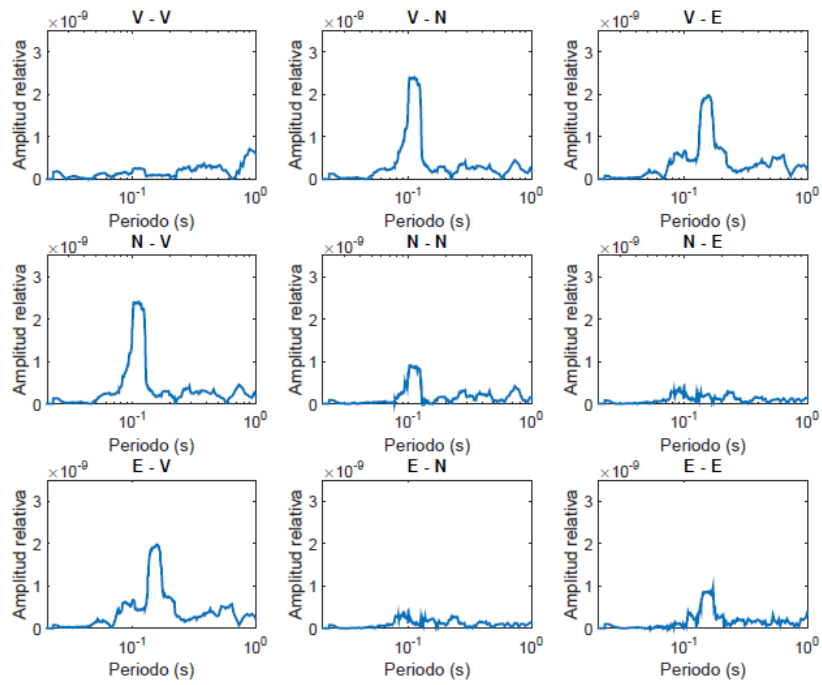 ×10⁻⁹ V - V
Amplitud relativa
3
2
1
0
10⁻¹ 10⁰
Periodo (s)
×10⁻⁹ V - N
Amplitud relativa
3
2
1
0
10⁻¹ 10⁰
Periodo (s)
×10⁻⁹ V - E
Amplitud relativa
3
2
1
0
10⁻¹ 10⁰
Periodo (s)
×10⁻⁹ N - V
Amplitud relativa
3
2
1
0
10⁻¹ 10⁰
Periodo (s)
×10⁻⁹ N - N
Amplitud relativa
3
2
1
0
10⁻¹ 10⁰
Periodo (s)
×10⁻⁹ N - E
Amplitud relativa
3
2
1
0
10⁻¹ 10⁰
Periodo (s)
×10⁻⁹ E - V
Amplitud relativa
3
2
1
0
10⁻¹ 10⁰
Periodo (s)
×10⁻⁹ E - N
Amplitud relativa
3
2
1
0
10⁻¹ 10⁰
Periodo (s)
×10⁻⁹ E - E
Amplitud relativa
3
2
1
0
10⁻¹ 10⁰
Periodo (s)